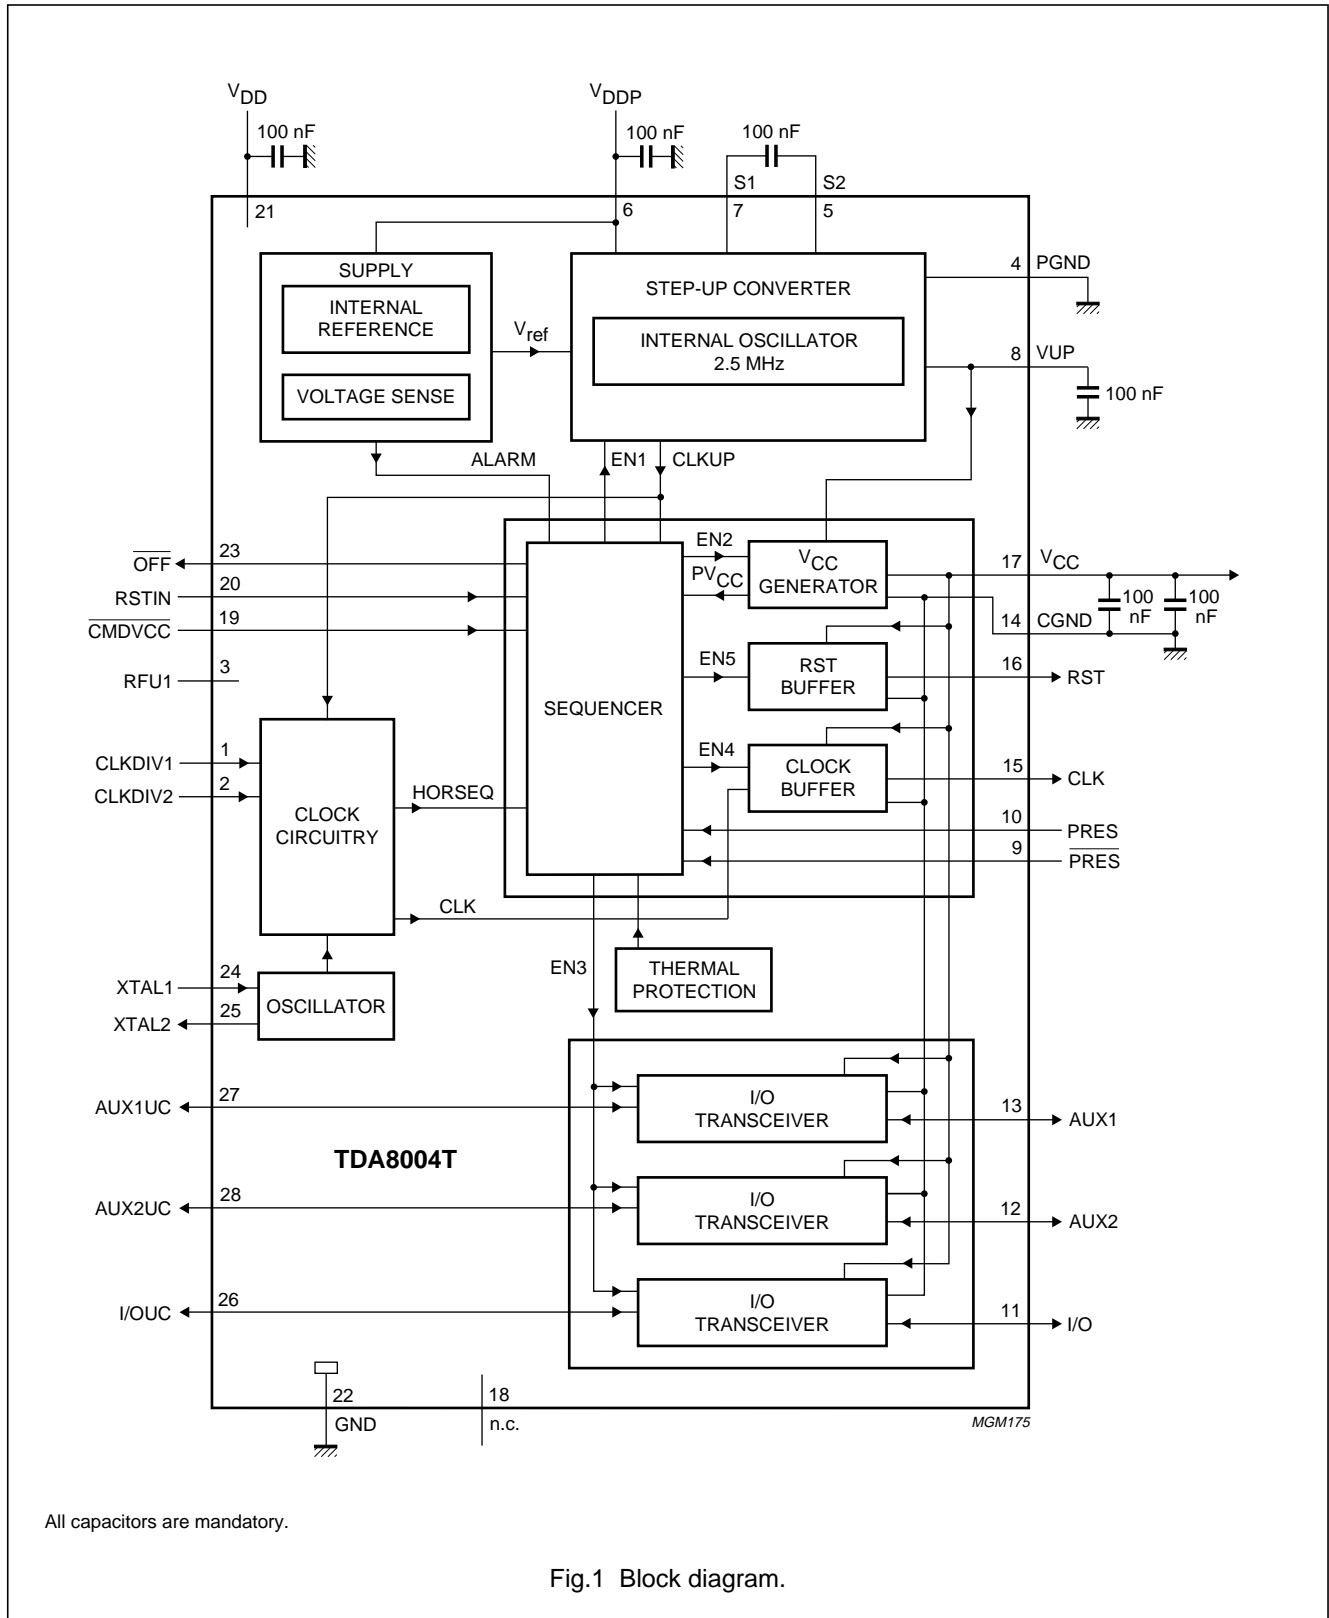 VDD
VDDP
100 nF
100 nF
100 nF
S1
S2
21
6
7
5
SUPPLY
INTERNAL
REFERENCE
VOLTAGE SENSE
Vref
STEP-UP CONVERTER
INTERNAL OSCILLATOR
2.5 MHz
4
PGND
8
VUP
100 nF
ALARM
EN1
CLKUP
OFF
23
RSTIN
20
CMDVCC
19
RFU1
3
CLKDIV1
1
CLKDIV2
2
CLOCK
CIRCUITRY
HORSEQ
CLK
SEQUENCER
EN2
PVCC
VCC
GENERATOR
17
VCC
100
nF
100
nF
14
CGND
EN5
RST
BUFFER
16
RST
EN4
CLOCK
BUFFER
15
CLK
10
PRES
9
PRES
XTAL1
24
XTAL2
25
OSCILLATOR
EN3
THERMAL
PROTECTION
AUX1UC
27
I/O
TRANSCEIVER
13
AUX1
TDA8004T
AUX2UC
28
I/O
TRANSCEIVER
12
AUX2
I/OUC
26
I/O
TRANSCEIVER
11
I/O
22
GND
18
n.c.
MGM175
All capacitors are mandatory.
Fig.1 Block diagram.